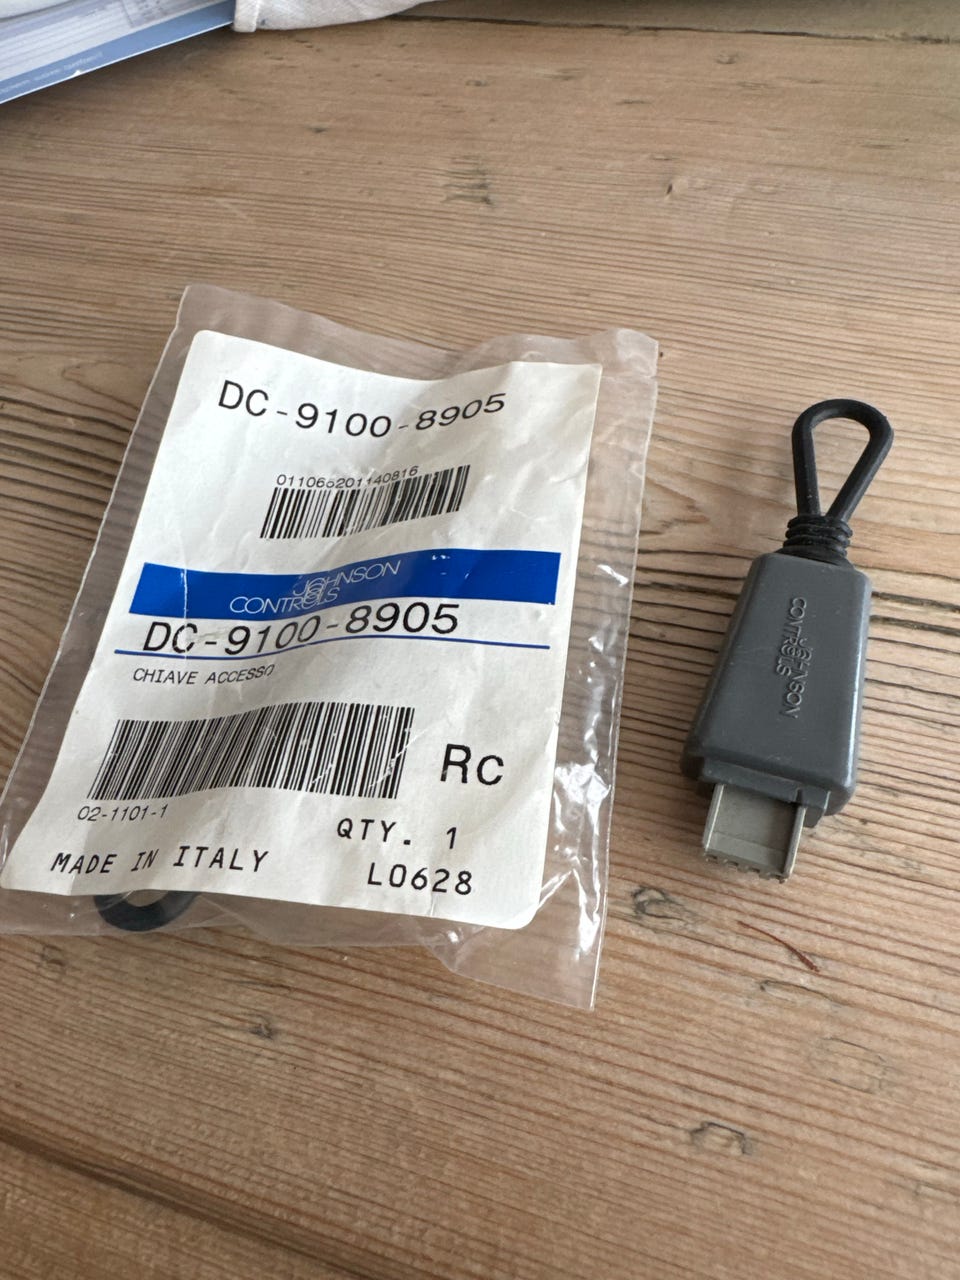 DC-9100-8905
011065201140816
JOHNSON
CONTROLS
DC-9100-8905
CHIAVE ACCESSO
Rc
02-1101-1
QTY. 1
MADE IN ITALY
L0628
JOHNSON
CONTROLS